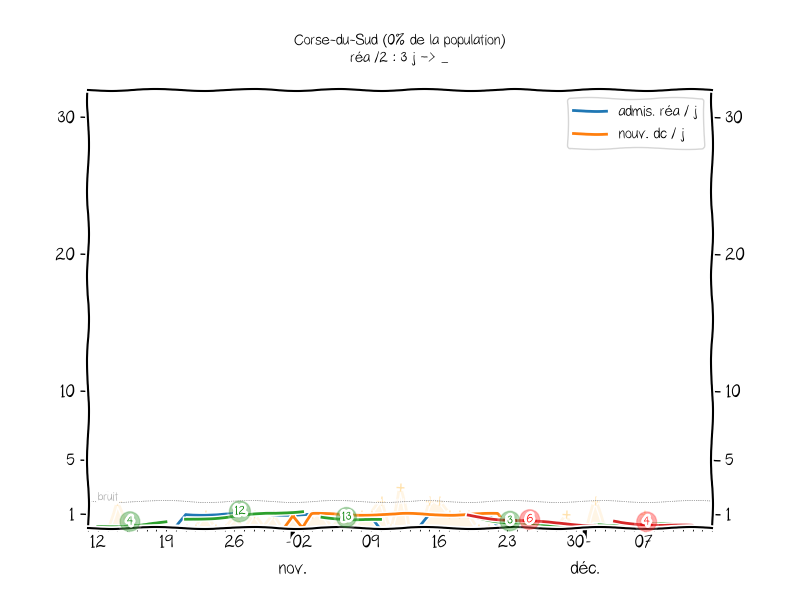 Corse-du-Sud (0% de la population)
réa /2 : 3 j -> _
30 30
admis. réa / j
nouv. dc / j
20 20
10 10
5 5
bruit
1 1
4 12 13 3 6 4
12 19 26 02 09 16 23 30 07
nov. déc.